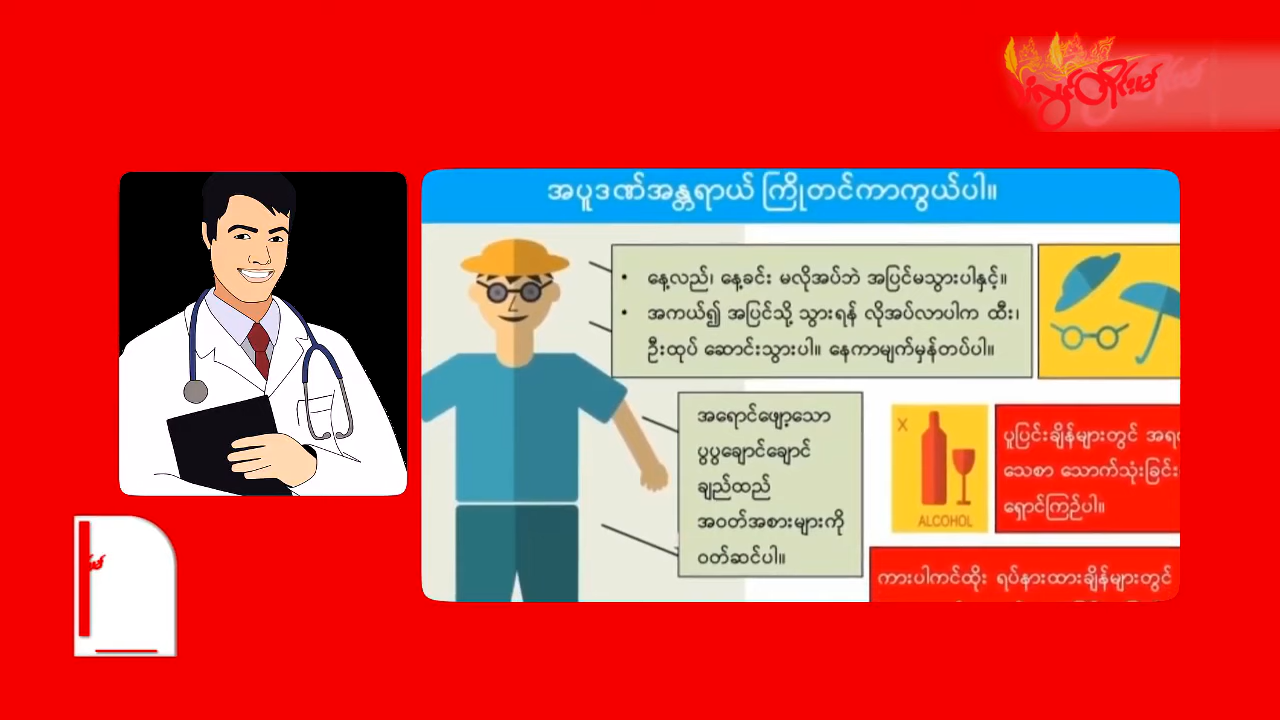 အပူဒဏ်အန္တရာယ် ကြိုတင်ကာကွယ်ပါ။
• နေ့လည်၊ နေ့ခင်း မလိုအပ်ဘဲ အပြင်မသွားပါနှင့်။
• အကယ်၍ အပြင်သို့ သွားရန် လိုအပ်လာပါက ထီး၊
ဦးထုပ် ဆောင်းသွားပါ။ နေကာမျက်မှန်တပ်ပါ။
အရောင်ဖျော့သော
ပွပွချောင်ချောင်
ချည်ထည်
အဝတ်အစားများကို
ဝတ်ဆင်ပါ။
X
ALCOHOL
ပူပြင်းချိန်များတွင်
သေစာ သောက်သုံးခြင်း
ရှောင်ကြဉ်ပါ။
ကားပါကင်ထိုး ရပ်နားထားချိန်များတွင်